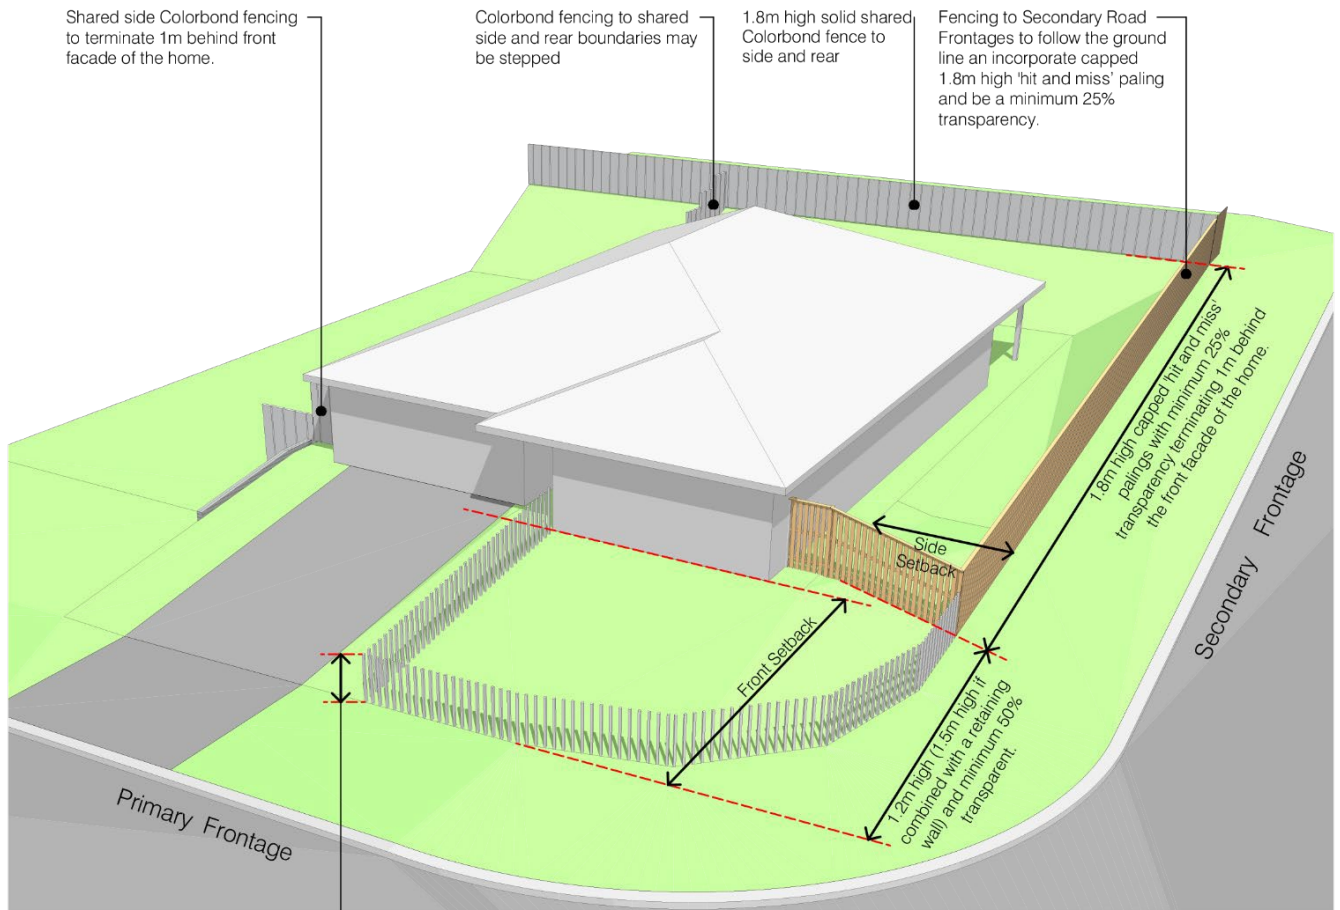 Shared side Colorbond fencing
to terminate 1m behind front
facade of the home.
Colorbond fencing to shared
side and rear boundaries may
be stepped
1.8m high solid shared
Colorbond fence to
side and rear
Fencing to Secondary Road
Frontages to follow the ground
line an incorporate capped
1.8m high 'hit and miss' paling
and be a minimum 25%
transparency.
1.8m high capped 'hit and miss'
palings with minimum 25%
transparency terminating 1m behind
the front facade of the home.
Side
Setback
Front Setback
1.2m high (1.5m high if
combined with a retaining
wall) and minimum 50%
transparent.
Secondary Frontage
Primary Frontage